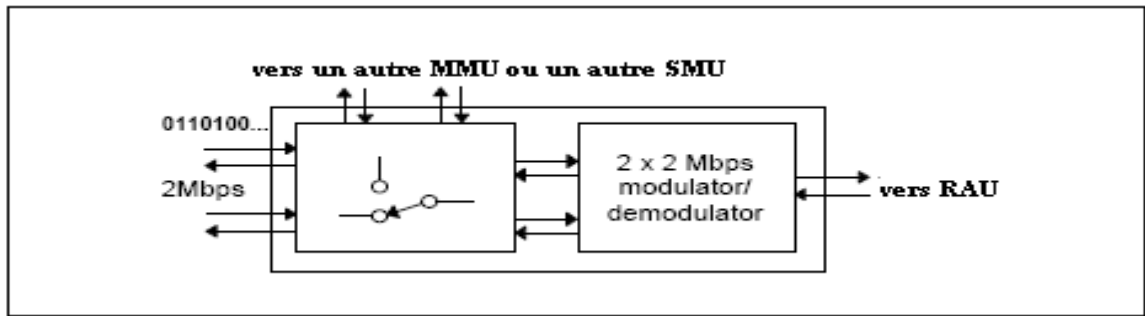 vers un autre MMU ou un autre SMU
0110100...
2Mbps
2 x 2 Mbps
modulator/
demodulator
vers RAU